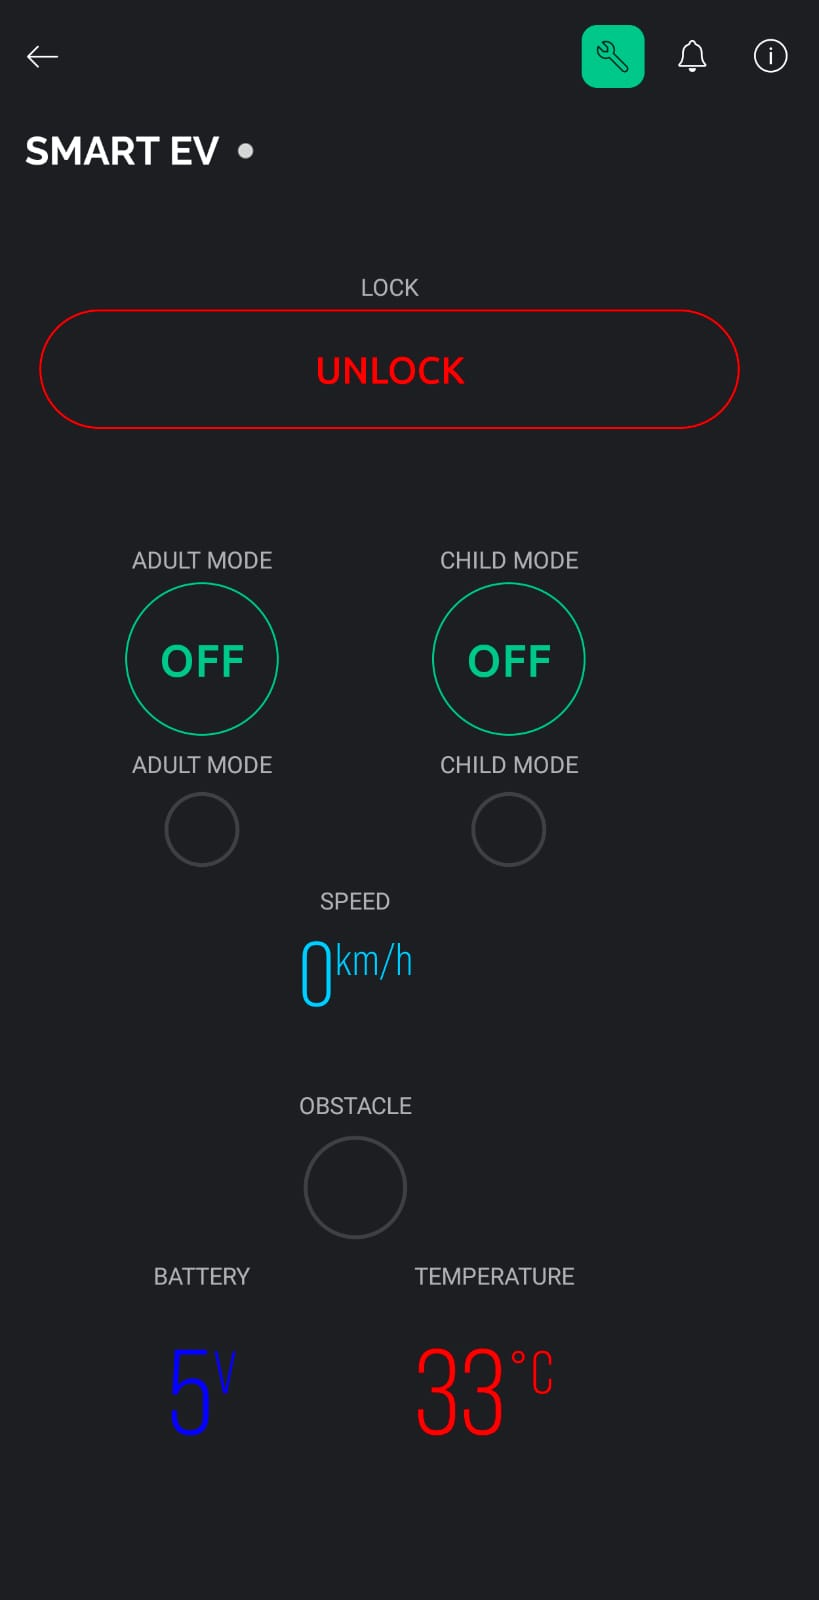 SMART EV
LOCK
UNLOCK
ADULT MODE CHILD MODE
OFF OFF
ADULT MODE CHILD MODE
SPEED
0km/h
OBSTACLE
BATTERY TEMPERATURE
5V 33°C